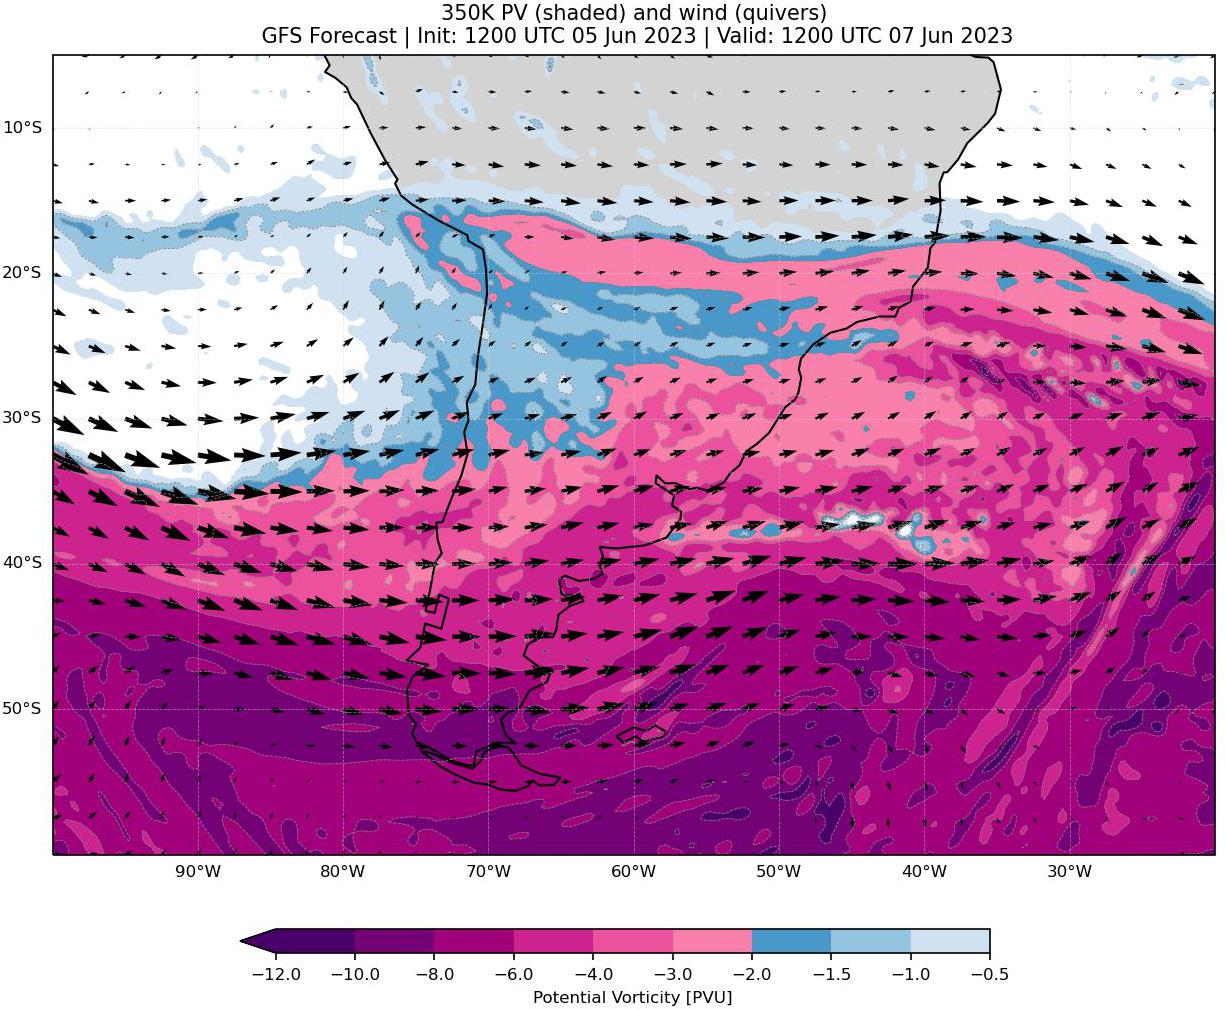 350K PV (shaded) and wind (quivers)
GFS Forecast | Init: 1200 UTC 05 Jun 2023 | Valid: 1200 UTC 07 Jun 2023
10°S
20°S
30°S
40°S
50°S
90°W 80°W 70°W 60°W 50°W 40°W 30°W
−12.0 −10.0 −8.0 −6.0 −4.0 −3.0 −2.0 −1.5 −1.0 −0.5
Potential Vorticity [PVU]